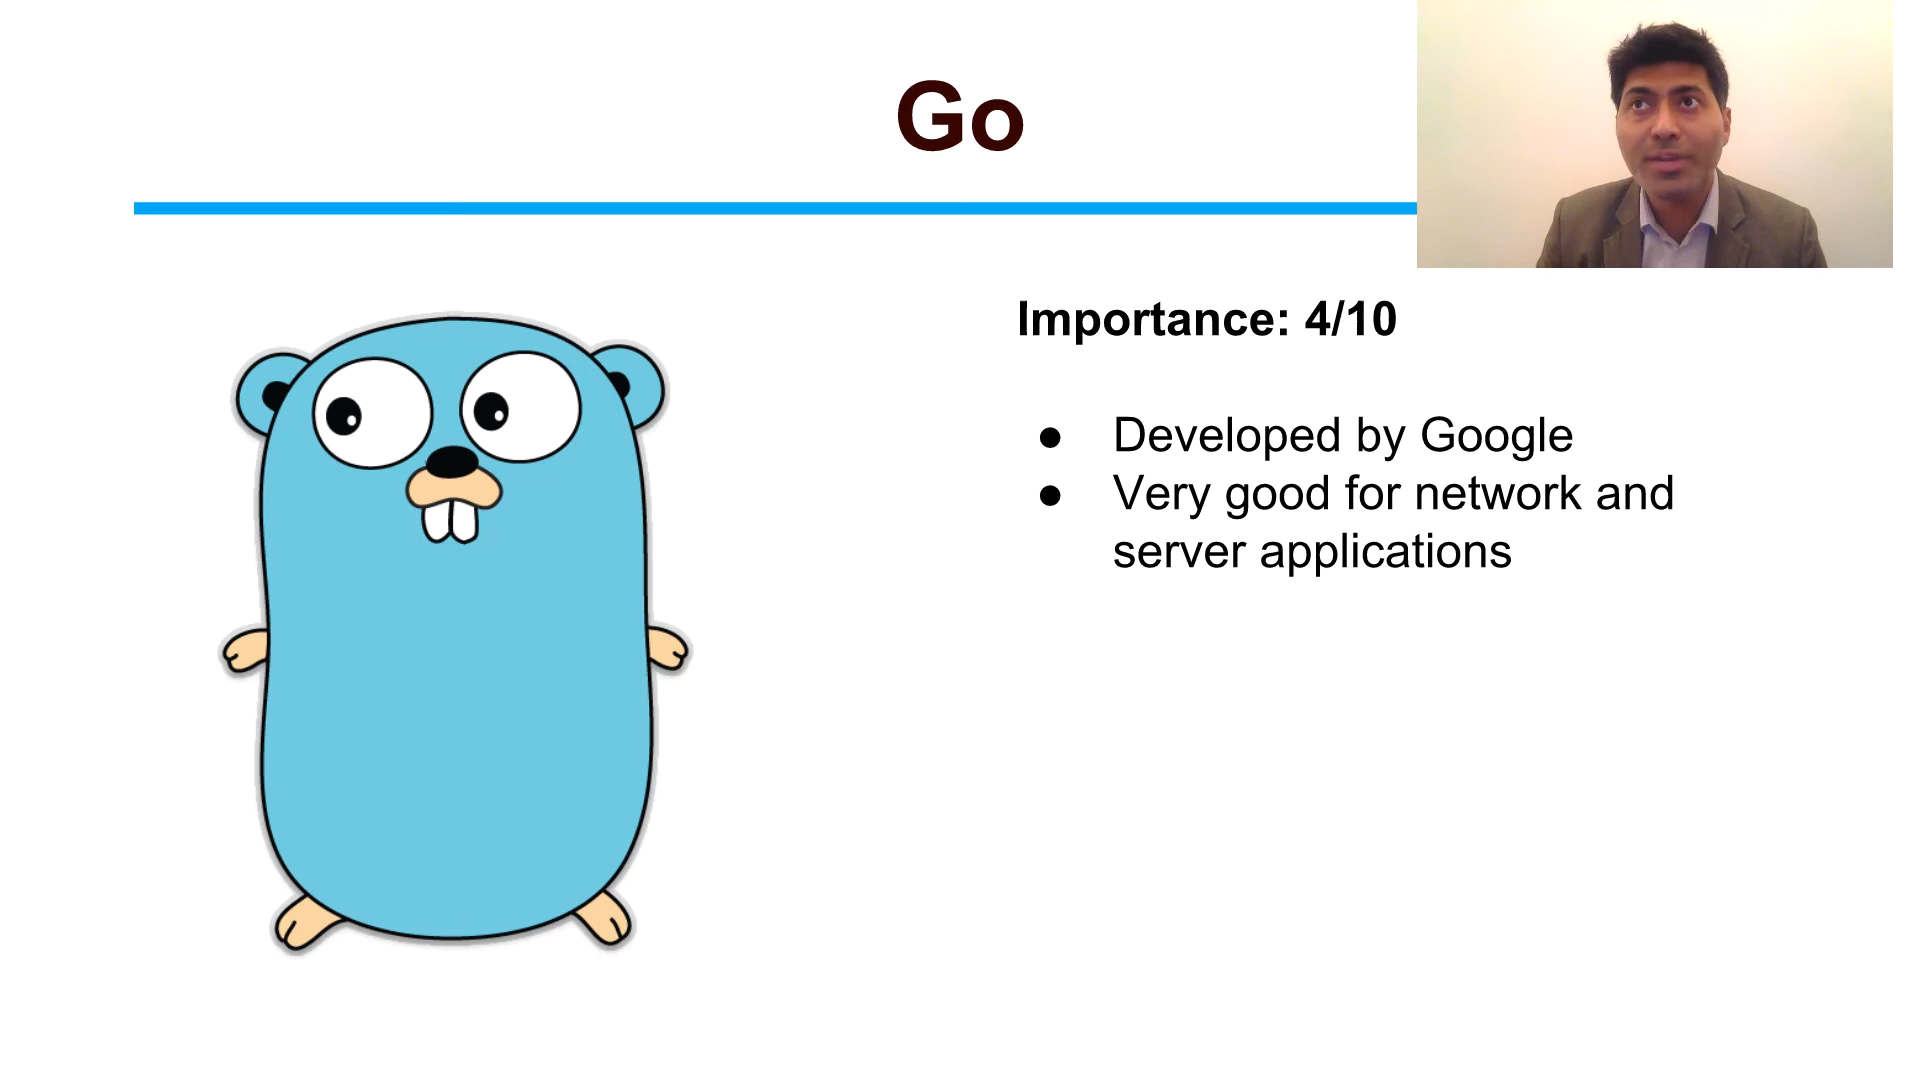 Go
Importance: 4/10
● Developed by Google
● Very good for network and
server applications